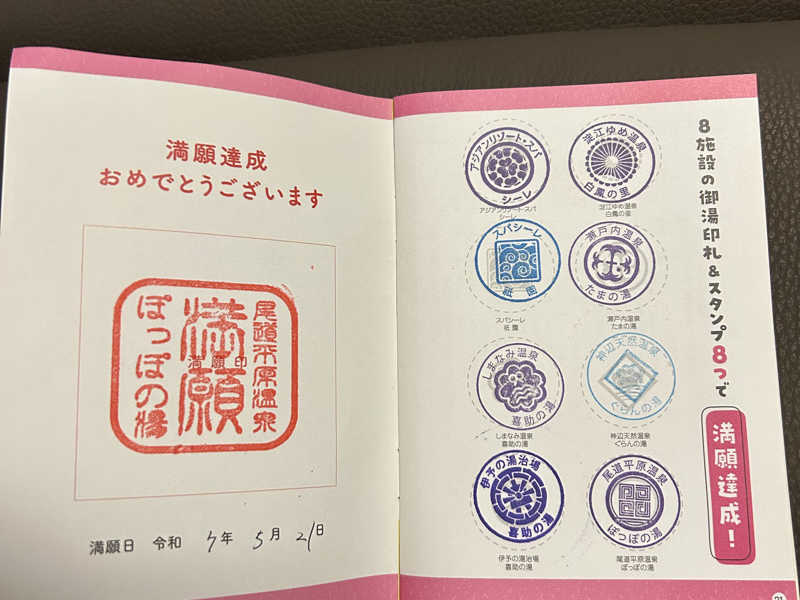 満願達成
おめでとうございます
尾道平原温泉
満願
ぽっぽの湯
満願印
満願日 令和 7年 5月 21日
8施設の御湯印札&スタンプ8つで
満願達成!
アジアンリゾート・スパ
シーレ
アジアンリゾート・スパ
シーレ
淀江ゆめ温泉
白鳳の里
淀江ゆめ温泉
白鳳の里
スパシーレ
祇園
スパシーレ
祇園
瀬戸内温泉
たまの湯
瀬戸内温泉
たまの湯
しまなみ温泉
喜助の湯
しまなみ温泉
喜助の湯
神辺天然温泉
ぐらんの湯
神辺天然温泉
ぐらんの湯
伊予の湯治場
喜助の湯
伊予の湯治場
喜助の湯
尾道平原温泉
ぽっぽの湯
尾道平原温泉
ぽっぽの湯